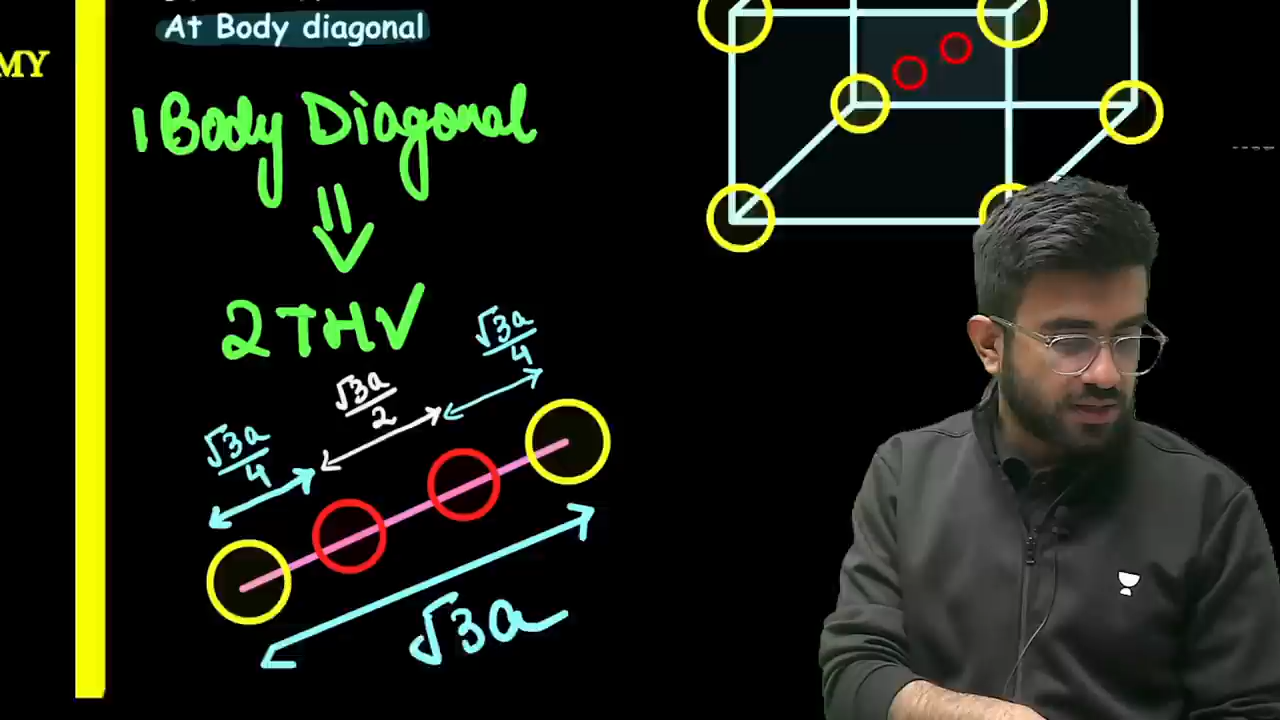 At Body diagonal
MY
1 Body Diagonal
2 THV
√3a/4
√3a/2
√3a/4
√3a